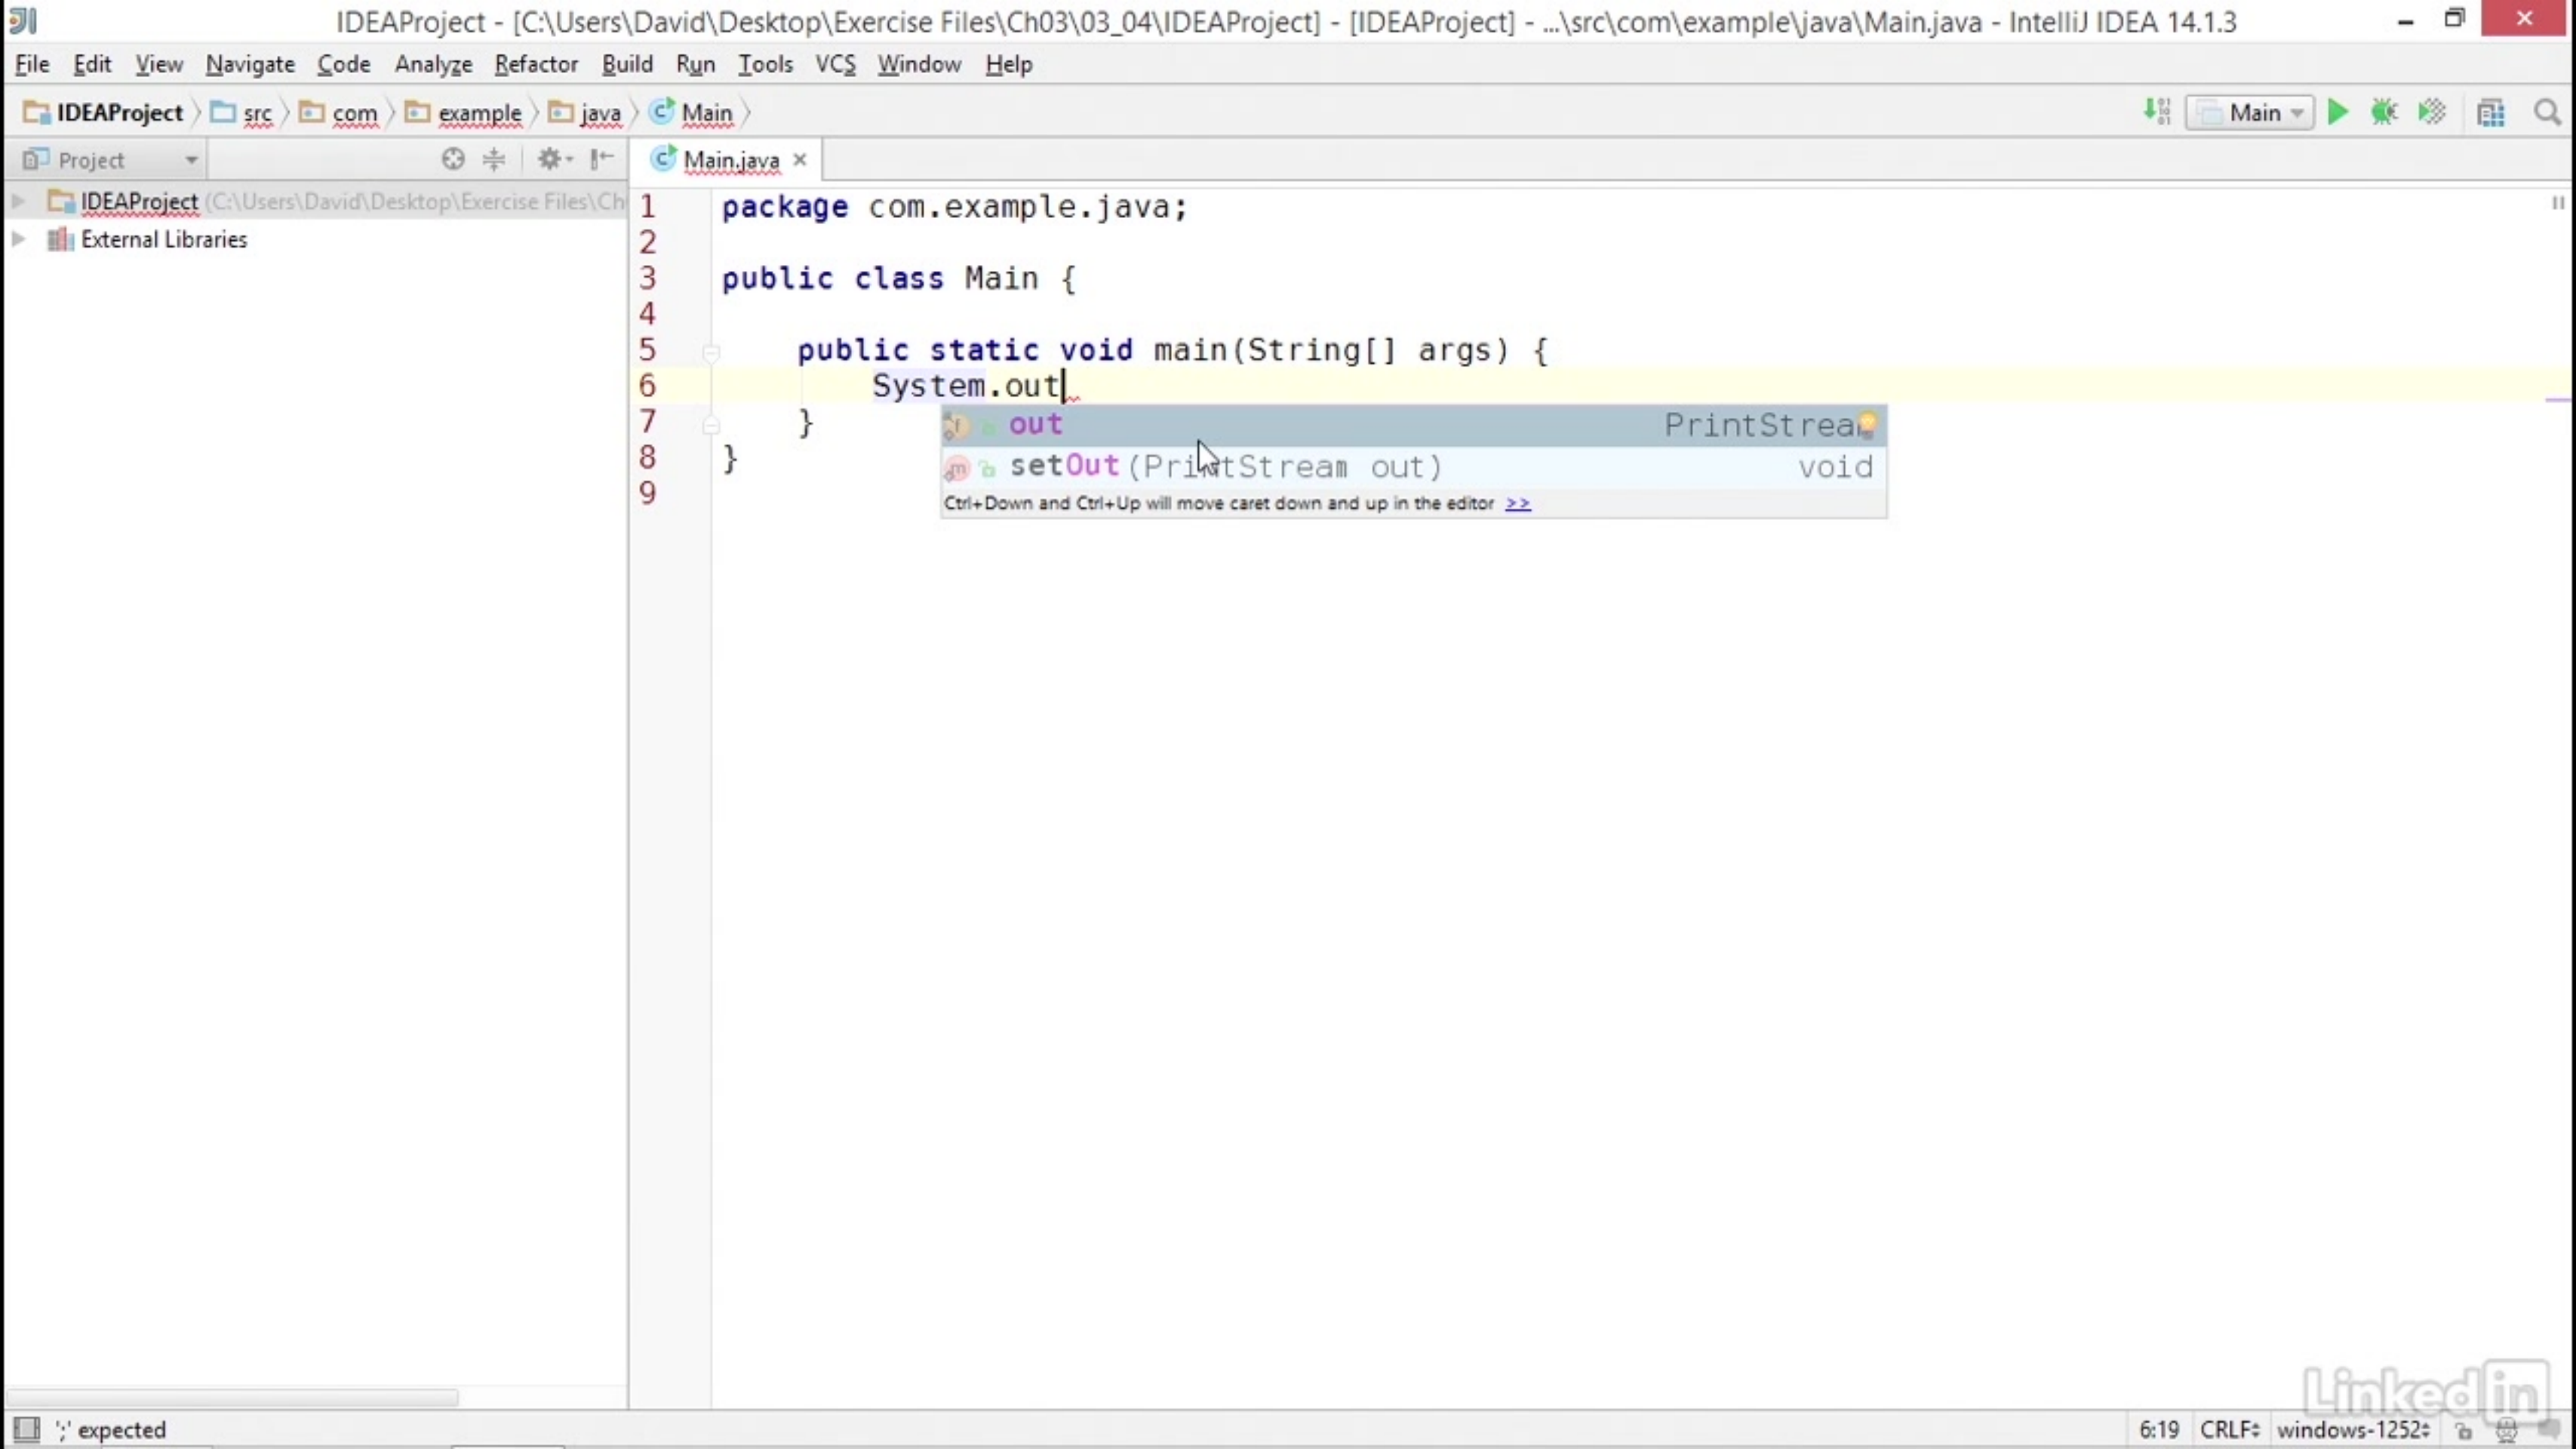 IDEAProject - [C:\Users\David\Desktop\Exercise Files\Ch03\03_04\IDEAProject] - [IDEAProject] - ...\src\com\example\java\Main.java - IntelliJ IDEA 14.1.3
File Edit View Navigate Code Analyze Refactor Build Run Tools VCS Window Help
IDEAProject src com example java Main
Main
Project
Main.java
IDEAProject (C:\Users\David\Desktop\Exercise Files\Ch
External Libraries
1 package com.example.java;
2
3 public class Main {
4
5 public static void main(String[] args) {
6 System.out
7 }
8 }
9
out PrintStream
setOut(PrintStream out) void
Ctrl+Down and Ctrl+Up will move caret down and up in the editor >>
Linked in
';' expected
6:19 CRLF windows-1252